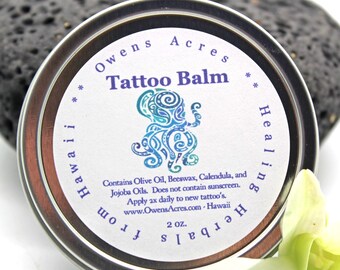 ** Owens Acres
Healing Herbals from Hawaii **
Tattoo Balm
Contains Olive Oil, Beeswax, Calendula, and
Jojoba Oils. Does not contain sunscreen.
Apply 2x daily to new tattoo's.
www.OwensAcres.com - Hawaii
2 oz.